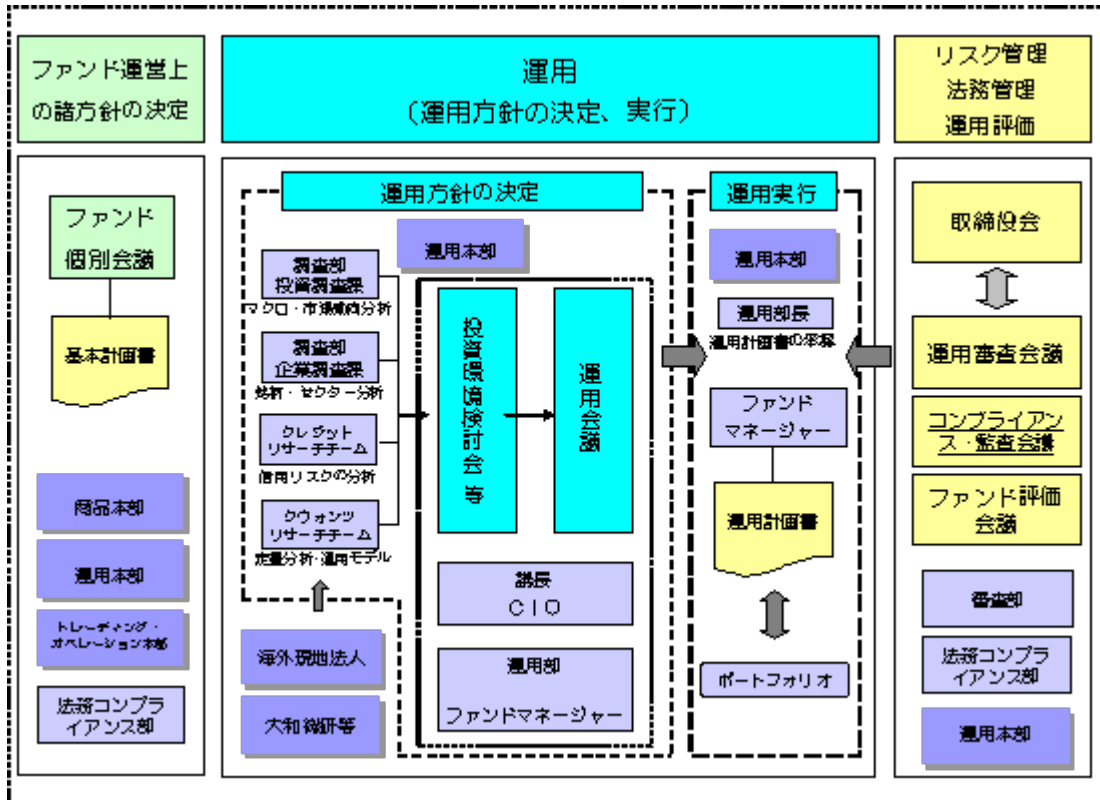 ファンド運営上
の諸方針の決定
運用
(運用方針の決定、実行)
リスク管理
法務管理
運用評価
ファンド
個別会議
基本計画書
商品本部
運用本部
トレーディング・
オペレーション本部
法務コンプラ
イアンス部
運用方針の決定
運用本部
調査部
投資調査課
マクロ・市場動向分析
調査部
企業調査課
銘柄・セクター分析
クレジット
リサーチチーム
信用リスクの分析
クウォンツ
リサーチチーム
定量分析・運用モデル
海外現地法人
大和総研等
投資環境検討会 等
運用会議
議長
CIO
運用部
ファンドマネージャー
運用実行
運用本部
運用部長
運用計画書の承認
ファンド
マネージャー
運用計画書
ポートフォリオ
取締役会
運用審査会議
コンプライアン
ス・監査会議
ファンド評価
会議
審査部
法務コンプラ
イアンス部
運用本部